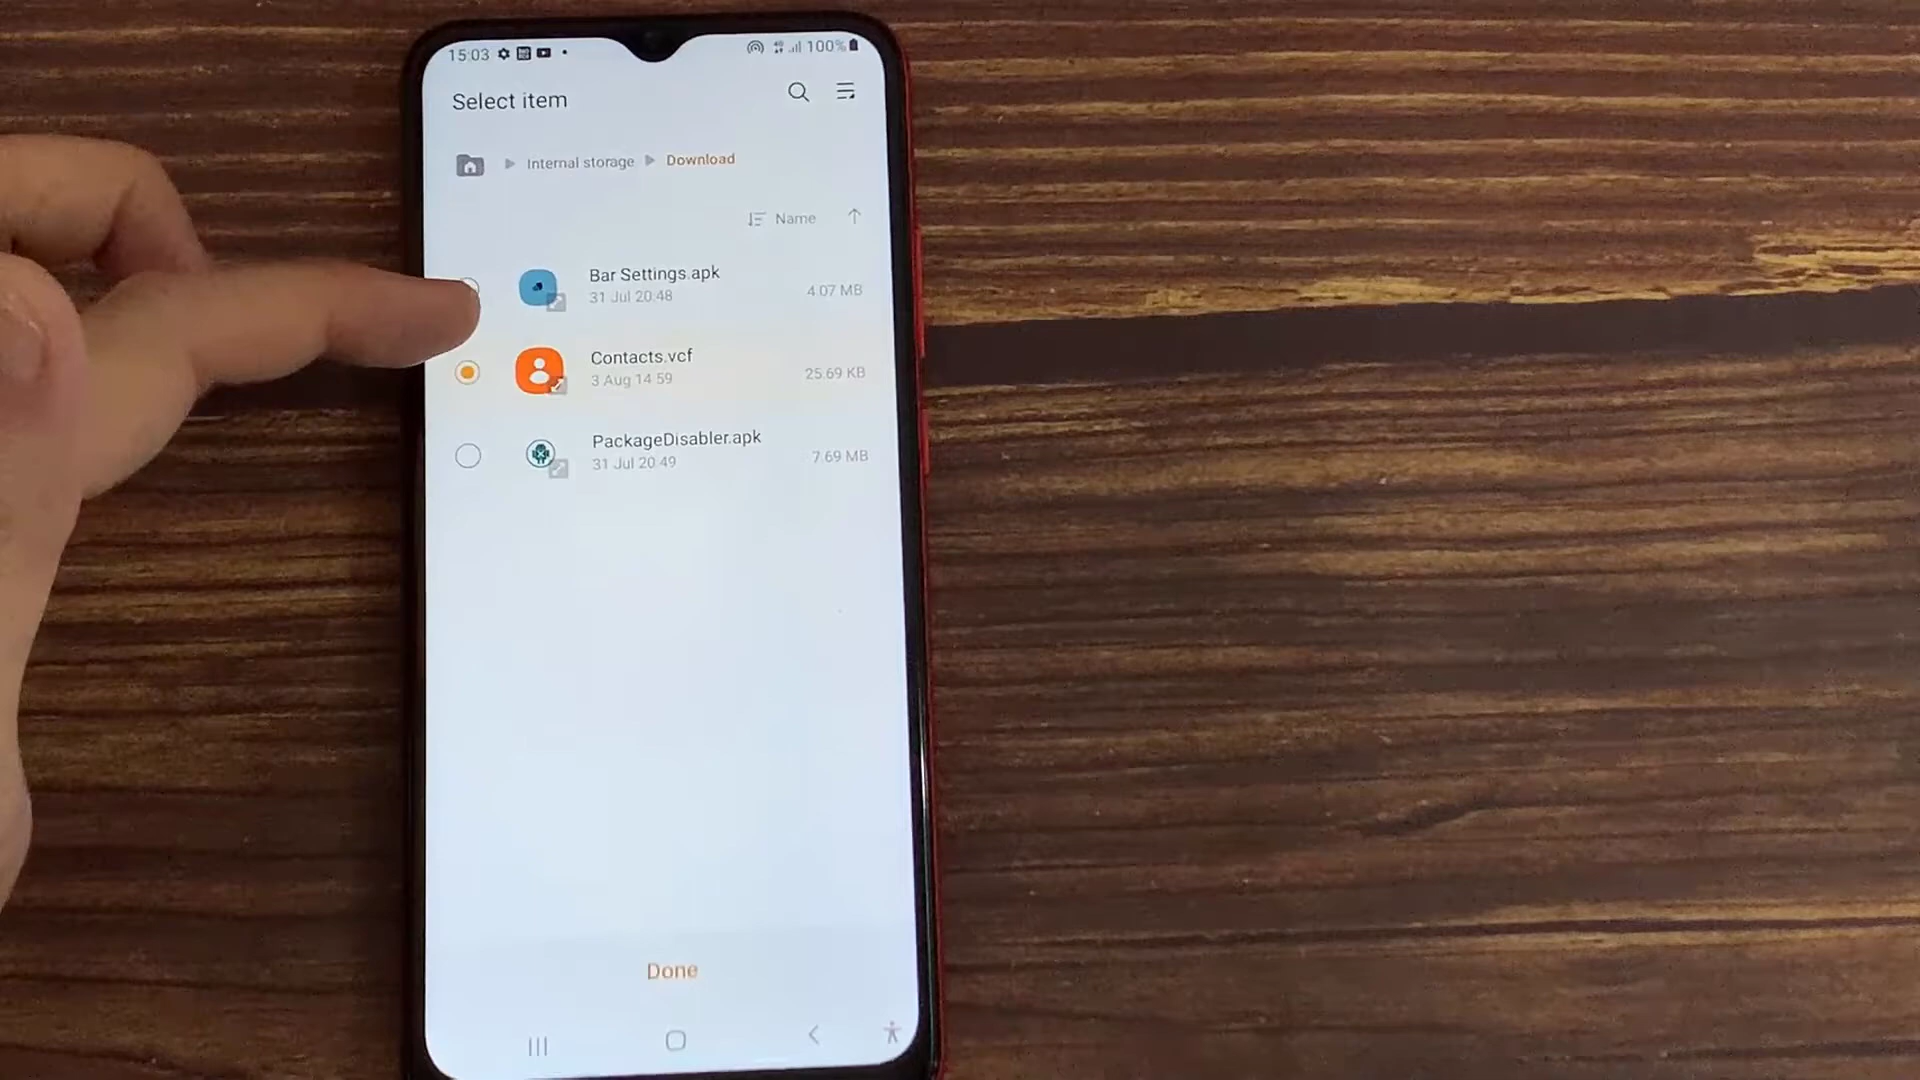 15:03
100%
Select item
Internal storage
Download
Name
Bar Settings.apk
31 Jul 20:48
4.07 MB
Contacts.vcf
3 Aug 14:59
25.69 KB
PackageDisabler.apk
31 Jul 20:49
7.69 MB
Done